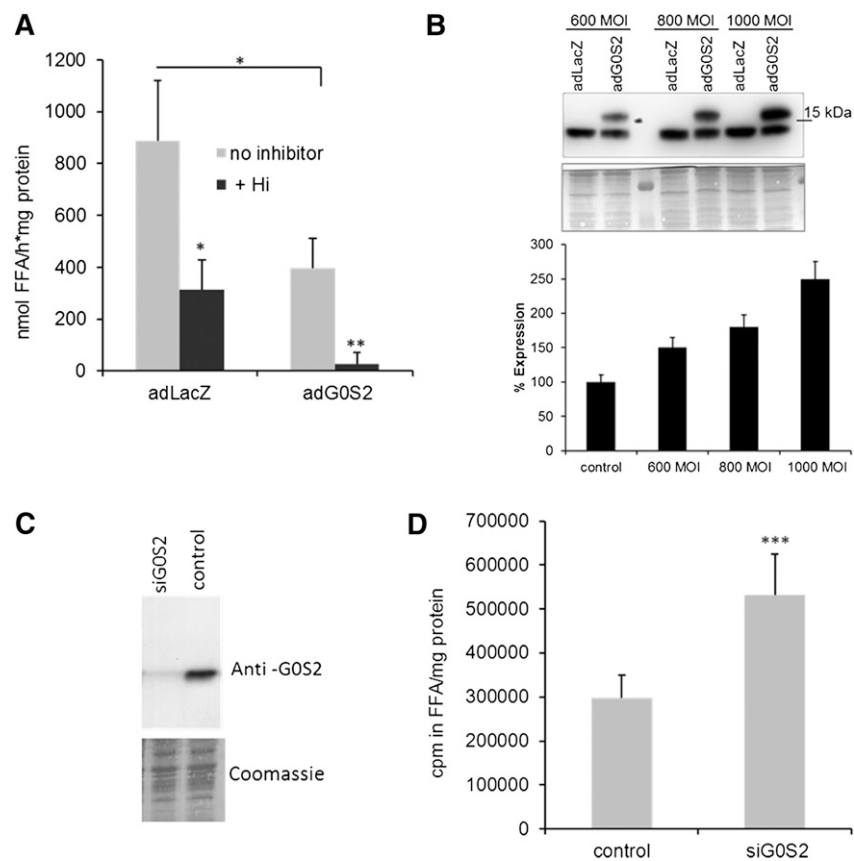 A
1200
1000
800
600
400
200
0
nmol FFA/h*mg protein
*
no inhibitor
+ Hi
*
**
adLacZ
adG0S2
B
600 MOI
800 MOI
1000 MOI
adLacZ
adG0S2
adLacZ
adG0S2
adLacZ
adG0S2
15 kDa
300
250
200
150
100
50
0
% Expression
control
600 MOI
800 MOI
1000 MOI
C
siG0S2
control
Anti -G0S2
Coomassie
D
700000
600000
500000
400000
300000
200000
100000
0
cpm in FFA/mg protein
***
control
siG0S2